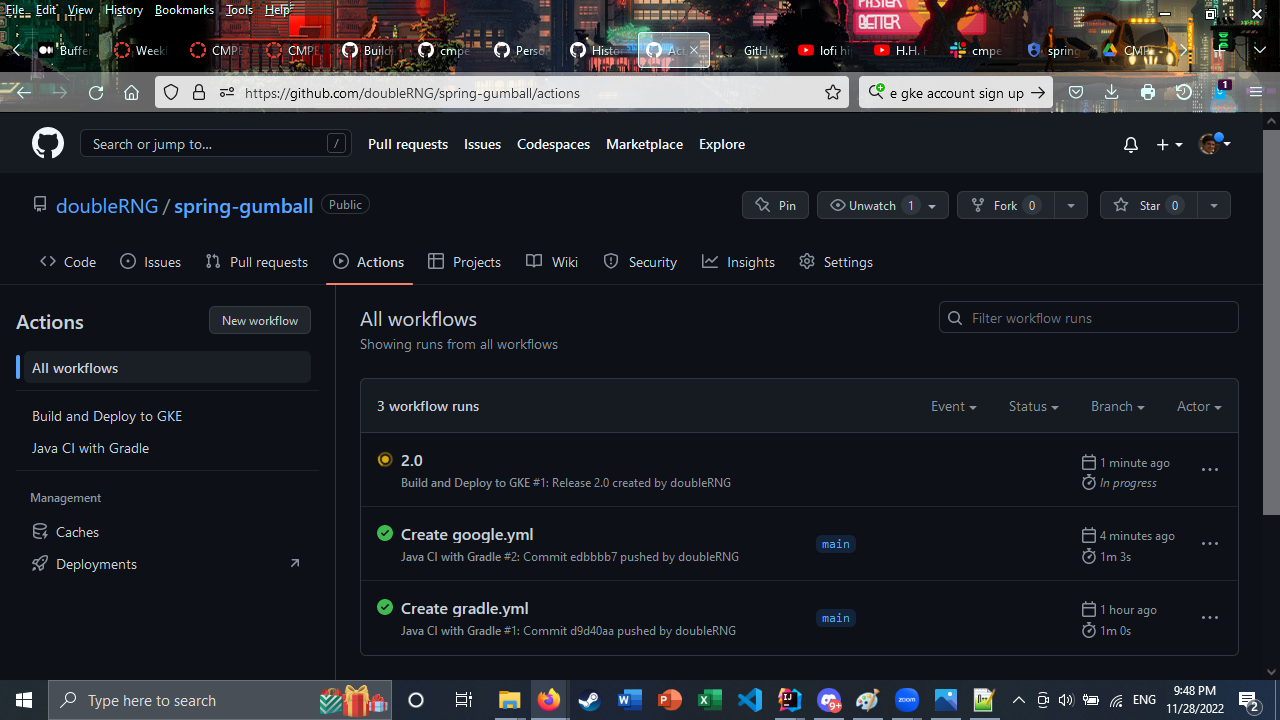 File Edit View History Bookmarks Tools Help
FASTER
BETTER
Buffer Week CMPE CMPE Build cmpe Perso Histor Act GitHu lofi hi H.H. cmpe spring CMPE
https://github.com/doubleRNG/spring-gumball/actions
e gke account sign up
1
Search or jump to...
/
Pull requests Issues Codespaces Marketplace Explore
doubleRNG / spring-gumball Public
Pin Unwatch 1 Fork 0 Star 0
Code Issues Pull requests Actions Projects Wiki Security Insights Settings
Actions
New workflow
All workflows
Build and Deploy to GKE
Java CI with Gradle
Management
Caches
Deployments
All workflows
Showing runs from all workflows
Filter workflow runs
3 workflow runs Event Status Branch Actor
2.0
Build and Deploy to GKE #1: Release 2.0 created by doubleRNG
1 minute ago
In progress
Create google.yml
Java CI with Gradle #2: Commit edbbbb7 pushed by doubleRNG
main
4 minutes ago
1m 3s
Create gradle.yml
Java CI with Gradle #1: Commit d9d40aa pushed by doubleRNG
main
1 hour ago
1m 0s
Type here to search
9+
zoom
ENG
9:48 PM
11/28/2022
2